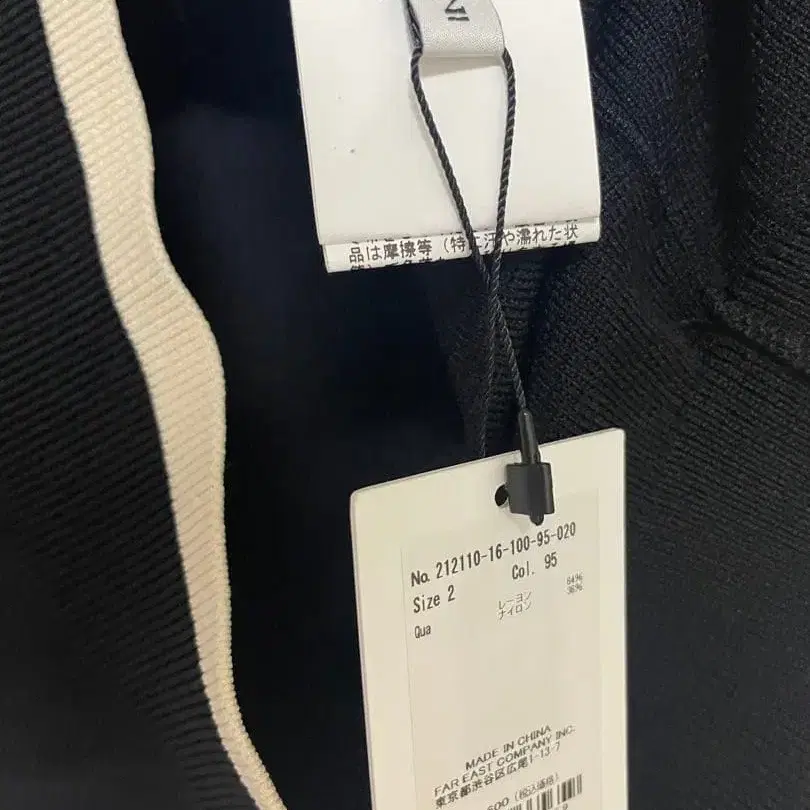 品は摩擦等（特に汗や濡れた状
No. 212110-16-100-95-020
Size 2 Col. 95
Qua レーヨン 64%
ナイロン 36%
MADE IN CHINA
FAR EAST COMPANY INC.
東京都渋谷区広尾1-13-7
600 (税込価格)